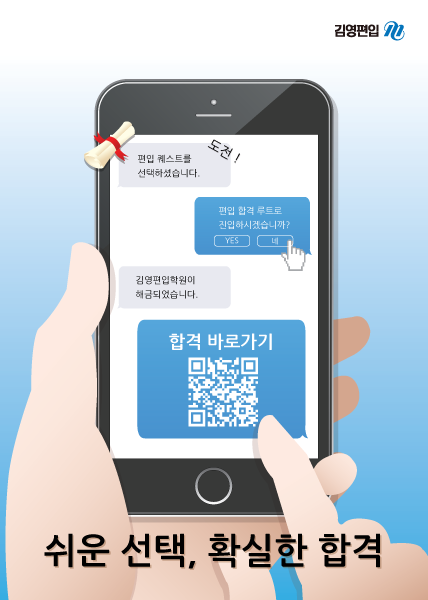 김영편입
도전!
편입 퀘스트를
선택하셨습니다.
편입 합격 루트로
진입하시겠습니까?
YES 네
김영편입학원이
해금되었습니다.
합격 바로가기
쉬운 선택, 확실한 합격